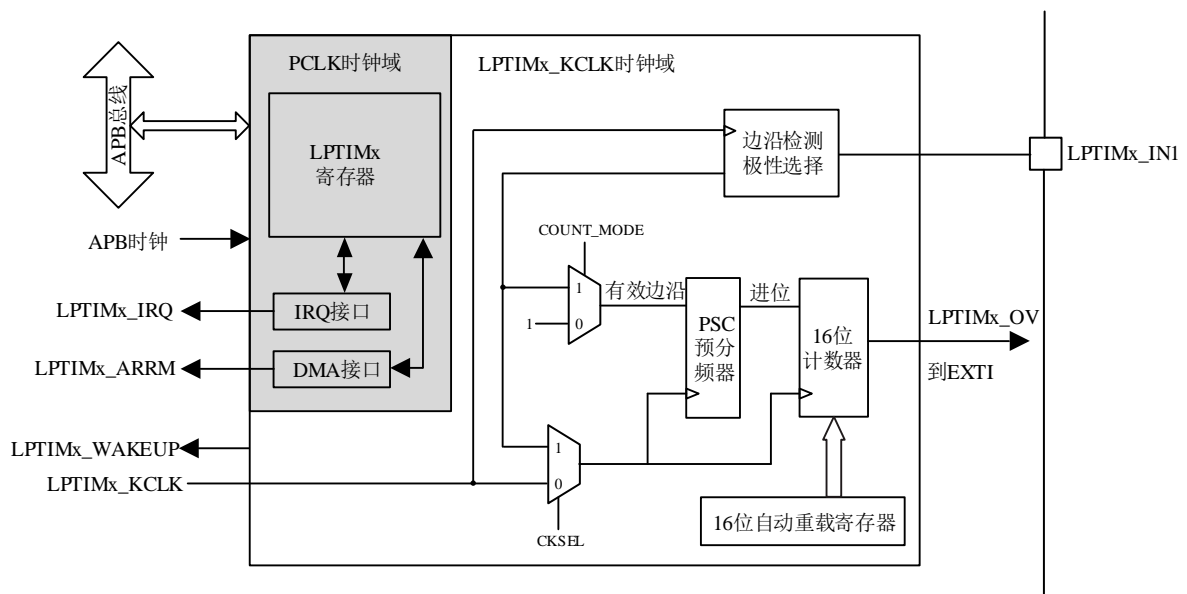 PCLK时钟域
LPTIMx_KCLK时钟域
APB总线
LPTIMx
寄存器
边沿检测
极性选择
LPTIMx_IN1
APB时钟
COUNT_MODE
1
有效边沿
进位
1
0
LPTIMx_IRQ
IRQ接口
PSC
预分
频器
16位
计数器
LPTIMx_OV
到EXTI
LPTIMx_ARRM
DMA接口
LPTIMx_WAKEUP
1
LPTIMx_KCLK
0
16位自动重载寄存器
CKSEL